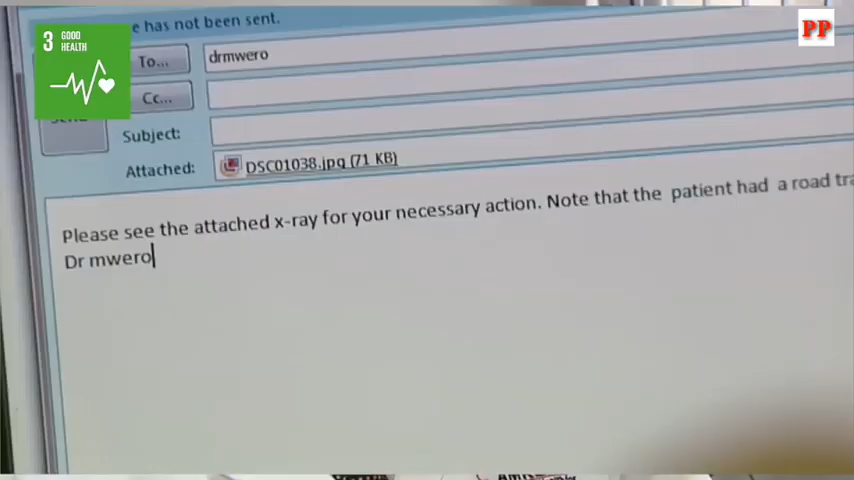 e has not been sent.
3 GOOD
HEALTH
PP
To...
drmwero
Cc...
Send
Subject:
Attached:
DSC01038.jpg (71 KB)
Please see the attached x-ray for your necessary action. Note that the patient had a road tra
Dr mwero